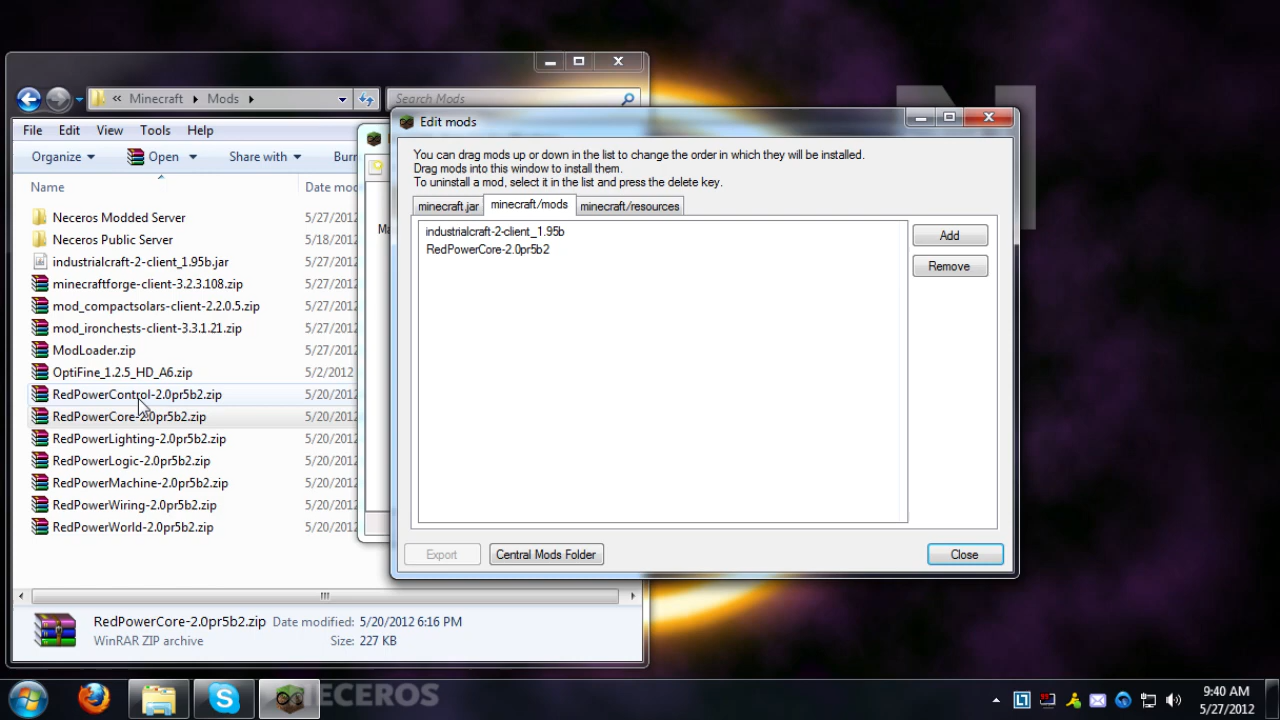 Minecraft Mods
Search Mods
File Edit View Tools Help
Organize Open Share with Burr
Name Date mod
Neceros Modded Server 5/27/2012
Neceros Public Server 5/18/2012
industrialcraft-2-client_1.95b.jar 5/27/2012
minecraftforge-client-3.2.3.108.zip 5/27/2012
mod_compactsolars-client-2.2.0.5.zip 5/27/2012
mod_ironchests-client-3.3.1.21.zip 5/27/2012
ModLoader.zip 5/27/2012
OptiFine_1.2.5_HD_A6.zip 5/2/2012
RedPowerControl-2.0pr5b2.zip 5/20/2012
RedPowerCore-2.0pr5b2.zip 5/20/2012
RedPowerLighting-2.0pr5b2.zip 5/20/2012
RedPowerLogic-2.0pr5b2.zip 5/20/2012
RedPowerMachine-2.0pr5b2.zip 5/20/2012
RedPowerWiring-2.0pr5b2.zip 5/20/2012
RedPowerWorld-2.0pr5b2.zip 5/20/2012
RedPowerCore-2.0pr5b2.zip Date modified: 5/20/2012 6:16 PM
WinRAR ZIP archive Size: 227 KB
Ma
Edit mods
You can drag mods up or down in the list to change the order in which they will be installed.
Drag mods into this window to install them.
To uninstall a mod, select it in the list and press the delete key.
minecraft.jar minecraft/mods minecraft/resources
industrialcraft-2-client_1.95b
RedPowerCore-2.0pr5b2
Add
Remove
Export Central Mods Folder Close
NECEROS
9:40 AM
5/27/2012